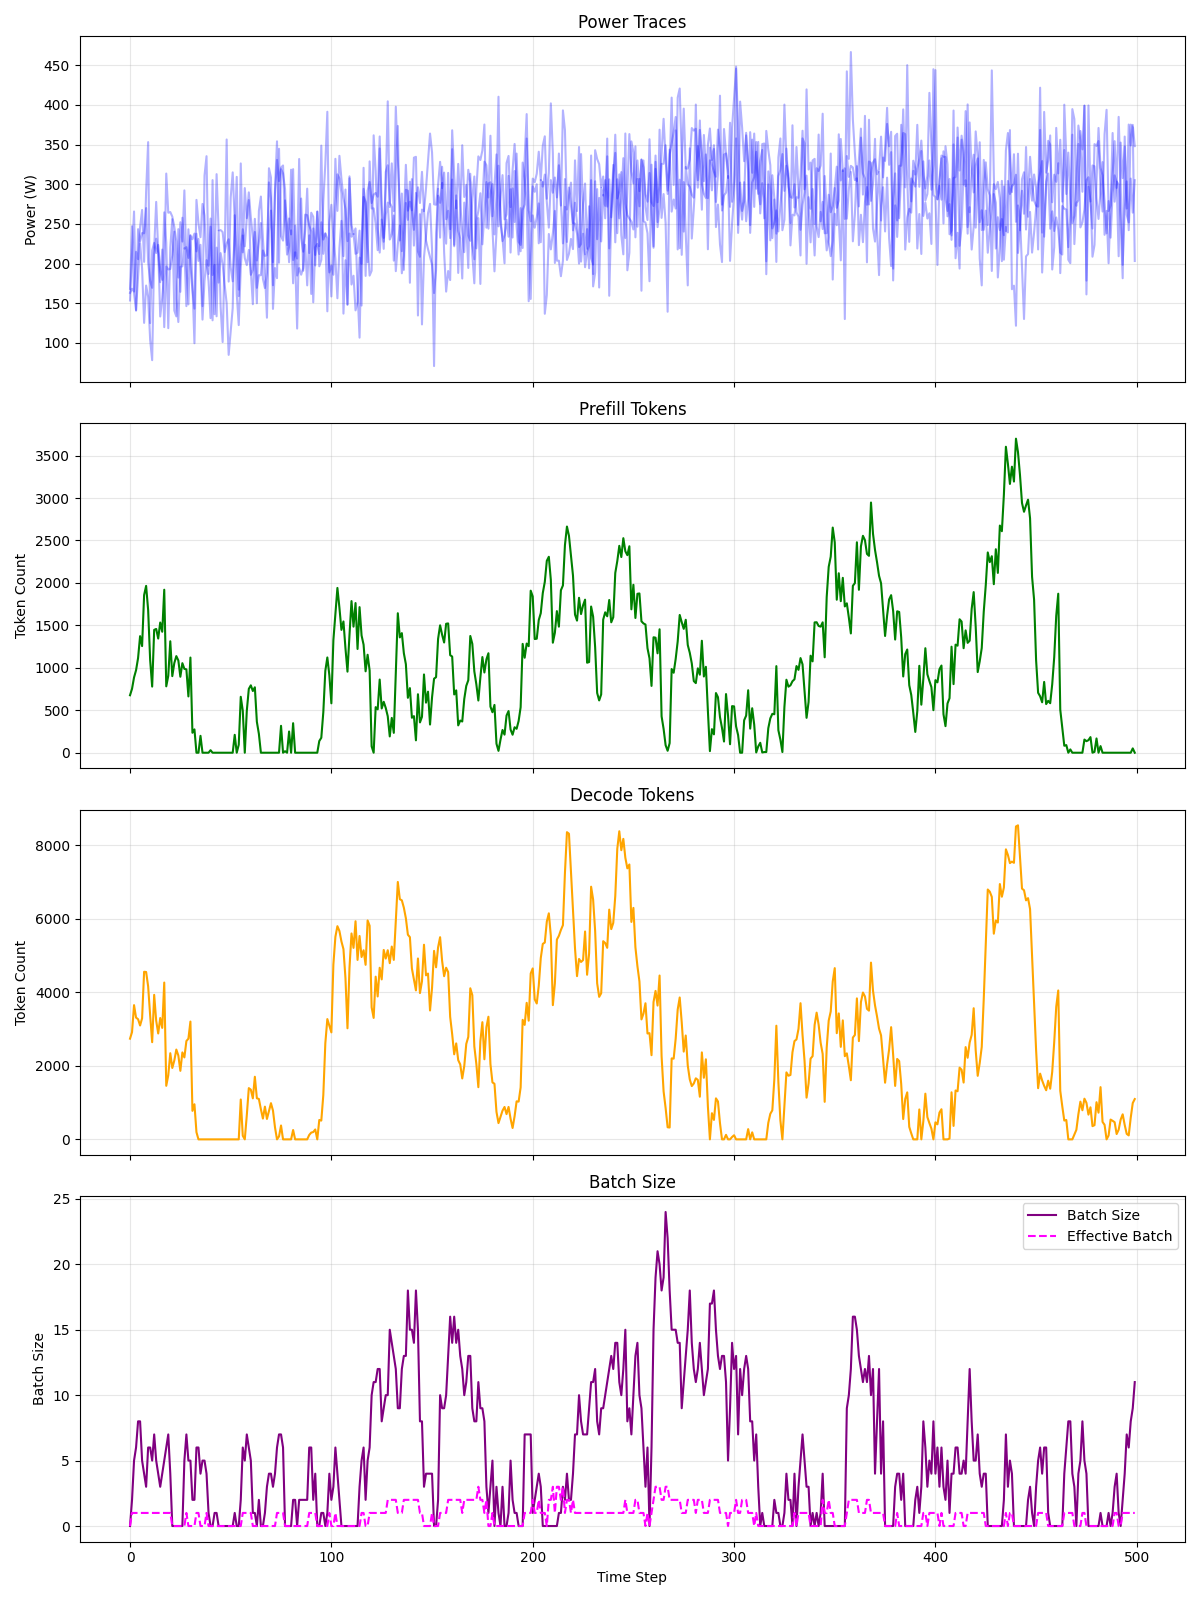 Power Traces
450
400
350
300
250
200
150
100
Power (W)
Prefill Tokens
3500
3000
2500
2000
1500
1000
500
0
Token Count
Decode Tokens
8000
6000
4000
2000
0
Token Count
Batch Size
25
20
15
10
5
0
Batch Size
Batch Size
Effective Batch
0 100 200 300 400 500
Time Step